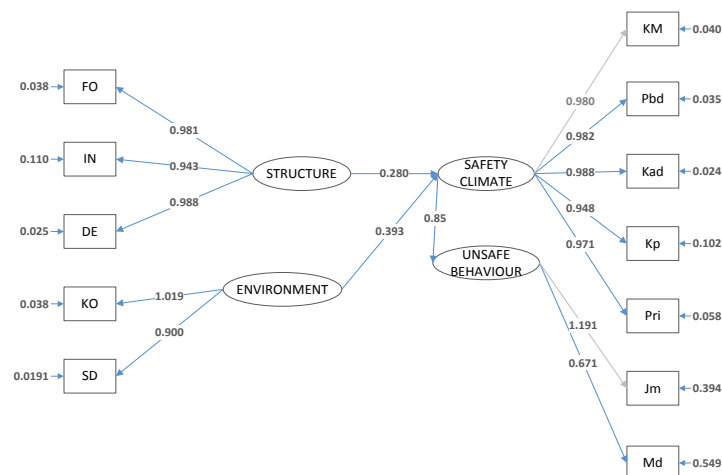 KM
0.040
0.038
FO
Pbd
0.035
0.980
0.981
0.982
0.110
IN
0.943
STRUCTURE
0.280
SAFETY
CLIMATE
0.988
Kad
0.024
0.988
0.948
0.025
DE
0.393
0.85
0.971
Kp
0.102
UNSAFE
BEHAVIOUR
0.038
KO
1.019
ENVIRONMENT
Pri
0.058
0.900
1.191
0.671
0.0191
SD
Jm
0.394
Md
0.549